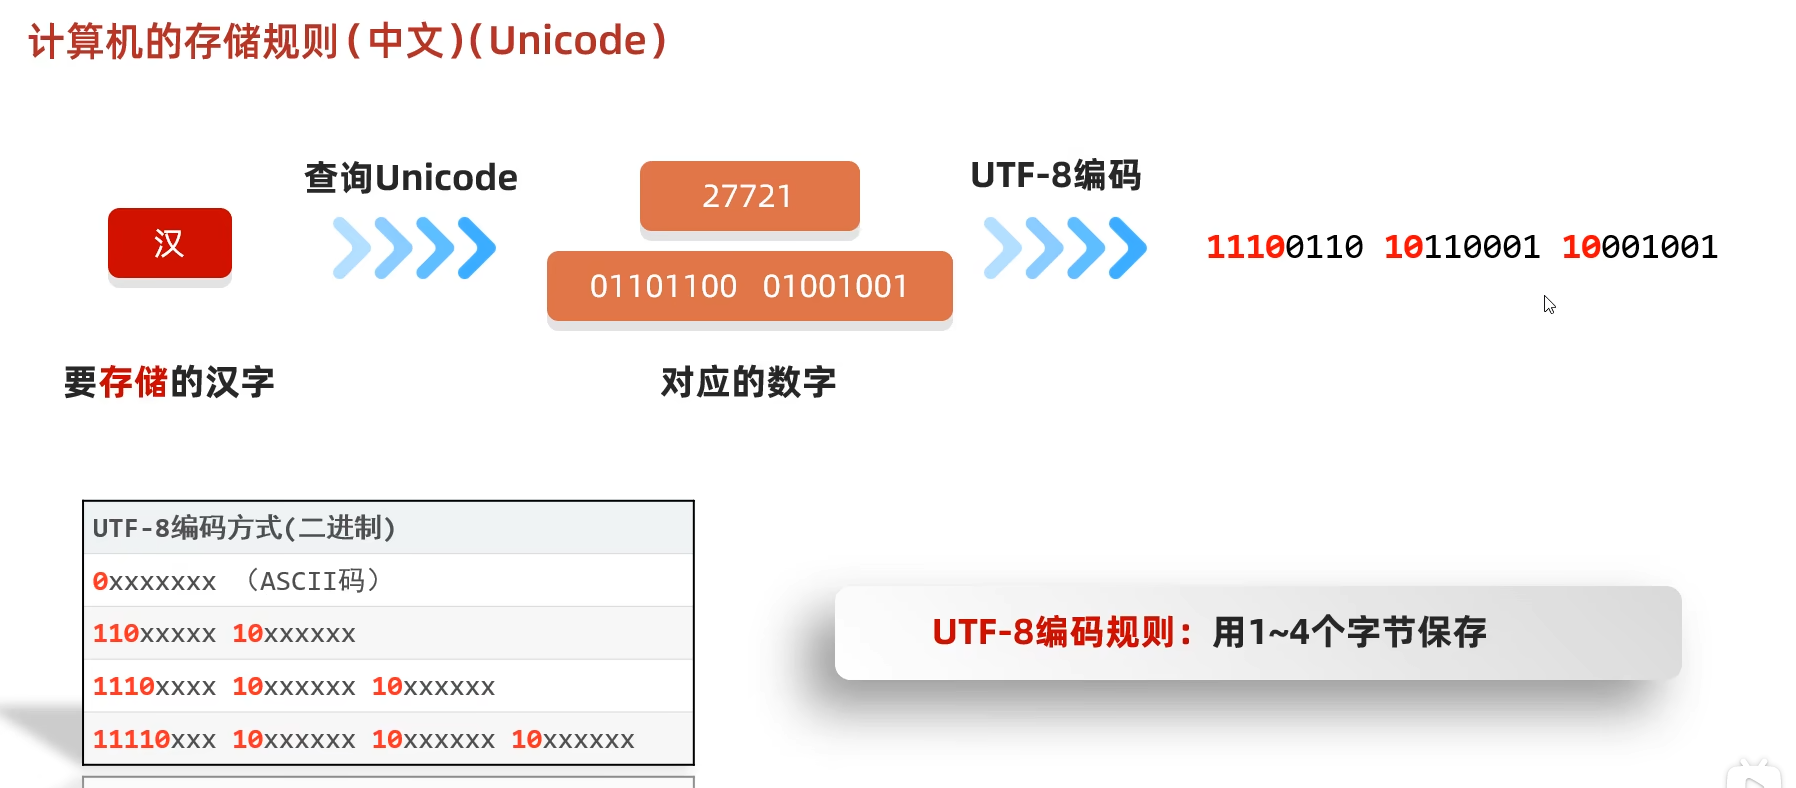 计算机的存储规则(中文)(Unicode)
查询Unicode
27721
UTF-8编码
汉
01101100 01001001
11100110 10110001 10001001
要存储的汉字
对应的数字
UTF-8编码方式(二进制)
0xxxxxxx （ASCII码）
110xxxxx 10xxxxxx
1110xxxx 10xxxxxx 10xxxxxx
11110xxx 10xxxxxx 10xxxxxx 10xxxxxx
UTF-8编码规则：用1~4个字节保存